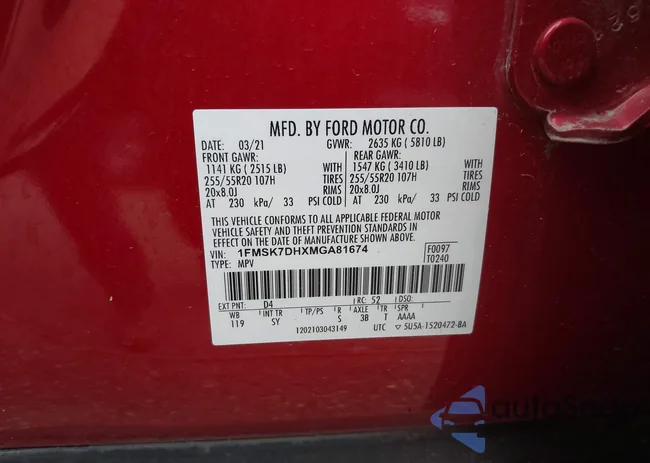 MFD. BY FORD MOTOR CO.
DATE: 03/21 GVWR: 2635 KG ( 5810 LB)
FRONT GAWR: REAR GAWR:
1141 KG ( 2515 LB) WITH 1547 KG ( 3410 LB) WITH
255/55R20 107H TIRES 255/55R20 107H TIRES
20x8.0J RIMS 20x8.0J RIMS
AT 230 kPa/ 33 PSI COLD AT 230 kPa/ 33 PSI COLD
THIS VEHICLE CONFORMS TO ALL APPLICABLE FEDERAL MOTOR
VEHICLE SAFETY AND THEFT PREVENTION STANDARDS IN
EFFECT ON THE DATE OF MANUFACTURE SHOWN ABOVE.
VIN: 1FMSK7DHXMGA81674 F0097
TYPE: MPV T0240
EXT PNT: D4 RC: 52 DSO:
WB INT TR TP/PS R AXLE TR SPR
119 SY S 3B T AAAA
1202103043149 UTC ▽ 5U5A-1520472-BA